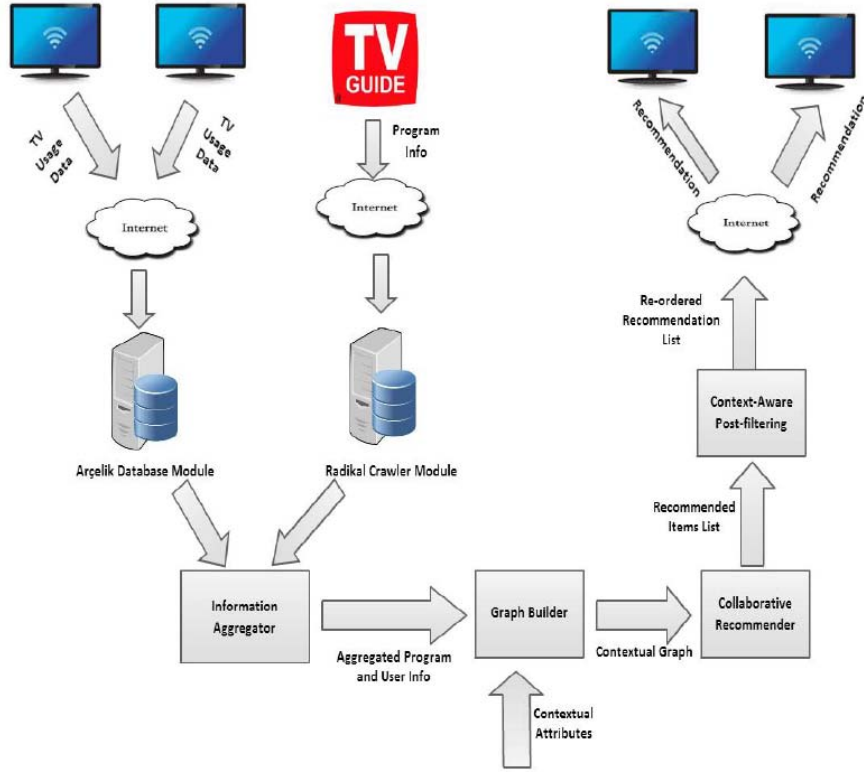 TV
GUIDE
TV
Usage
Data
TV
Usage
Data
Program
Info
Recommendation
Recommendation
Internet
Internet
Internet
Re-ordered
Recommendation
List
Context-Aware
Post-filtering
Arçelik Database Module
Radikal Crawler Module
Recommended
Items List
Information
Aggregator
Graph Builder
Collaborative
Recommender
Aggregated Program
and User Info
Contextual Graph
Contextual
Attributes